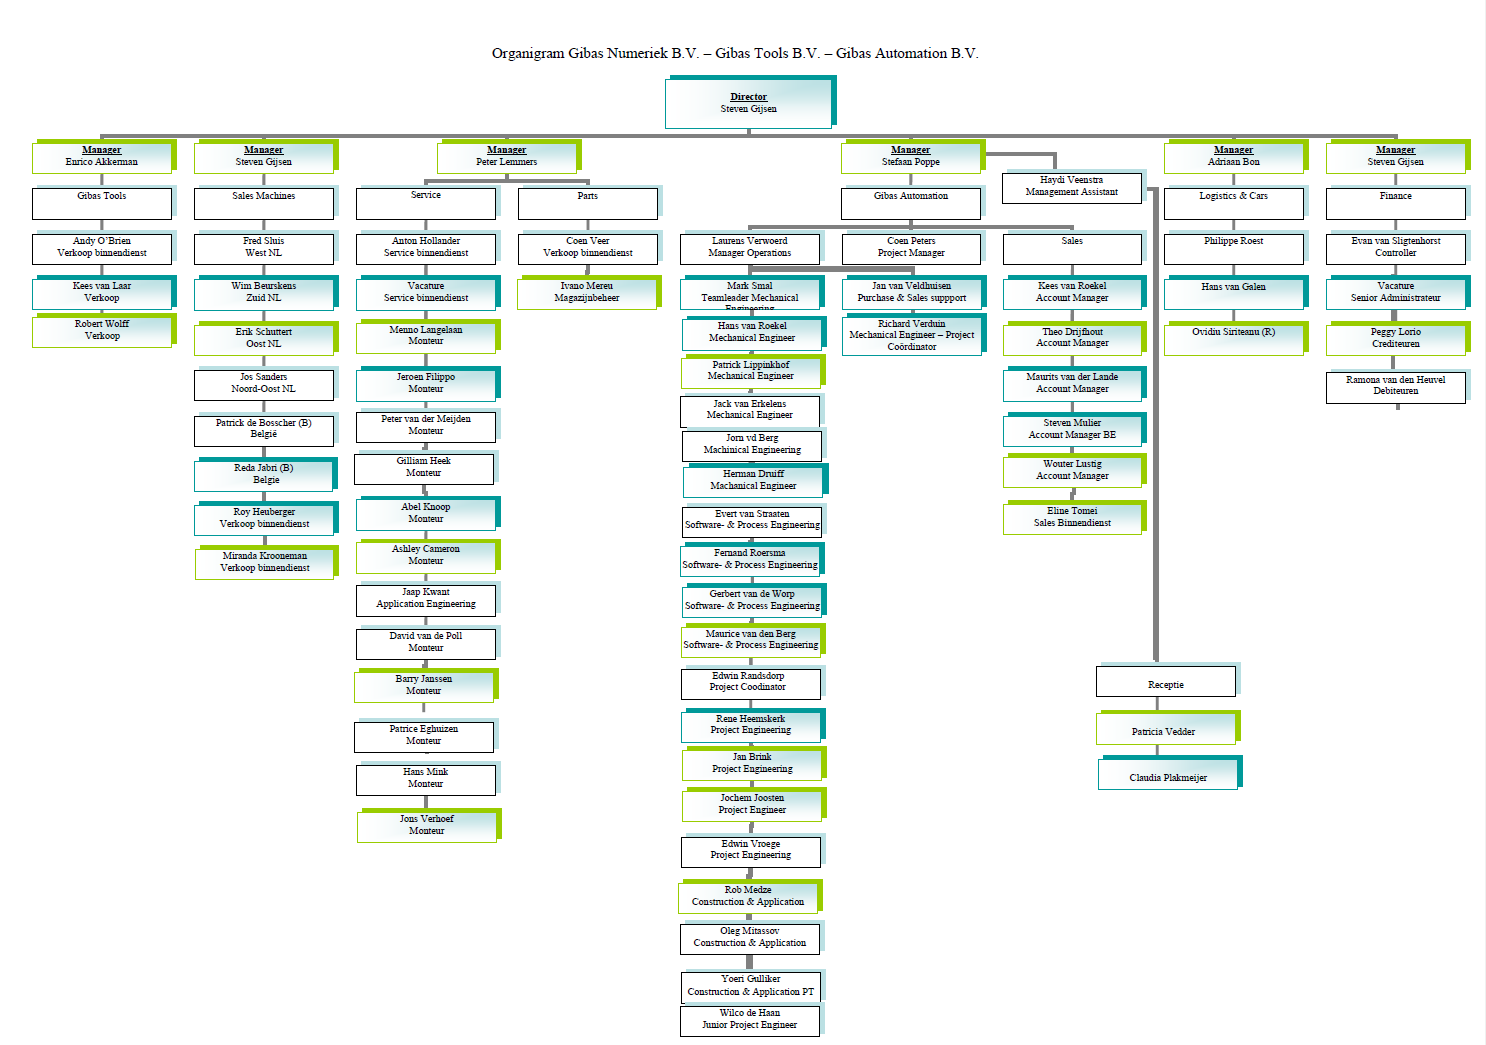 Organigram Gibas Numeriek B.V. – Gibas Tools B.V. – Gibas Automation B.V.
Director
Steven Gijsen
Manager
Enrico Akkerman
Gibas Tools
Andy O’Brien
Verkoop binnendienst
Kees van Laar
Verkoop
Robert Wolff
Verkoop
Manager
Steven Gijsen
Sales Machines
Fred Sluis
West NL
Wim Beurskens
Zuid NL
Erik Schuttert
Oost NL
Jos Sanders
Noord-Oost NL
Patrick de Bosscher (B)
België
Reda Jabri (B)
Belgie
Roy Heuberger
Verkoop binnendienst
Miranda Krooneman
Verkoop binnendienst
Manager
Peter Lemmers
Service
Anton Hollander
Service binnendienst
Vacature
Service binnendienst
Menno Langelaan
Monteur
Jeroen Filippo
Monteur
Peter van der Meijden
Monteur
Gilliam Heek
Monteur
Abel Knoop
Monteur
Ashley Cameron
Monteur
Jaap Kwant
Application Engineering
David van de Poll
Monteur
Barry Janssen
Monteur
Patrice Eghuizen
Monteur
Hans Mink
Monteur
Jons Verhoef
Monteur
Parts
Coen Veer
Verkoop binnendienst
Ivano Mereu
Magazijnbeheer
Manager
Stefaan Poppe
Gibas Automation
Laurens Verwoerd
Manager Operations
Mark Smal
Teamleader Mechanical
Engineering
Hans van Roekel
Mechanical Engineer
Patrick Lippinkhof
Mechanical Engineer
Jack van Erkelens
Mechanical Engineer
Jorn vd Berg
Machinical Engineering
Herman Druiff
Machanical Engineer
Evert van Straaten
Software- & Process Engineering
Fernand Roersma
Software- & Process Engineering
Gerbert van de Worp
Software- & Process Engineering
Maurice van den Berg
Software- & Process Engineering
Edwin Randsdorp
Project Coodinator
Rene Heemskerk
Project Engineering
Jan Brink
Project Engineering
Jochem Joosten
Project Engineer
Edwin Vroege
Project Engineering
Rob Medze
Construction & Application
Oleg Mitassov
Construction & Application
Yoeri Gulliker
Construction & Application PT
Wilco de Haan
Junior Project Engineer
Coen Peters
Project Manager
Jan van Veldhuisen
Purchase & Sales suppport
Richard Verduin
Mechanical Engineer – Project
Coördinator
Sales
Kees van Roekel
Account Manager
Theo Drijfhout
Account Manager
Maurits van der Lande
Account Manager
Steven Mulier
Account Manager BE
Wouter Lustig
Account Manager
Eline Tomei
Sales Binnendienst
Haydi Veenstra
Management Assistant
Receptie
Patricia Vedder
Claudia Plakmeijer
Manager
Adriaan Bon
Logistics & Cars
Philippe Roest
Hans van Galen
Ovidiu Siriteanu (R)
Manager
Steven Gijsen
Finance
Evan van Sligtenhorst
Controller
Vacature
Senior Administrateur
Peggy Lorio
Crediteuren
Ramona van den Heuvel
Debiteuren